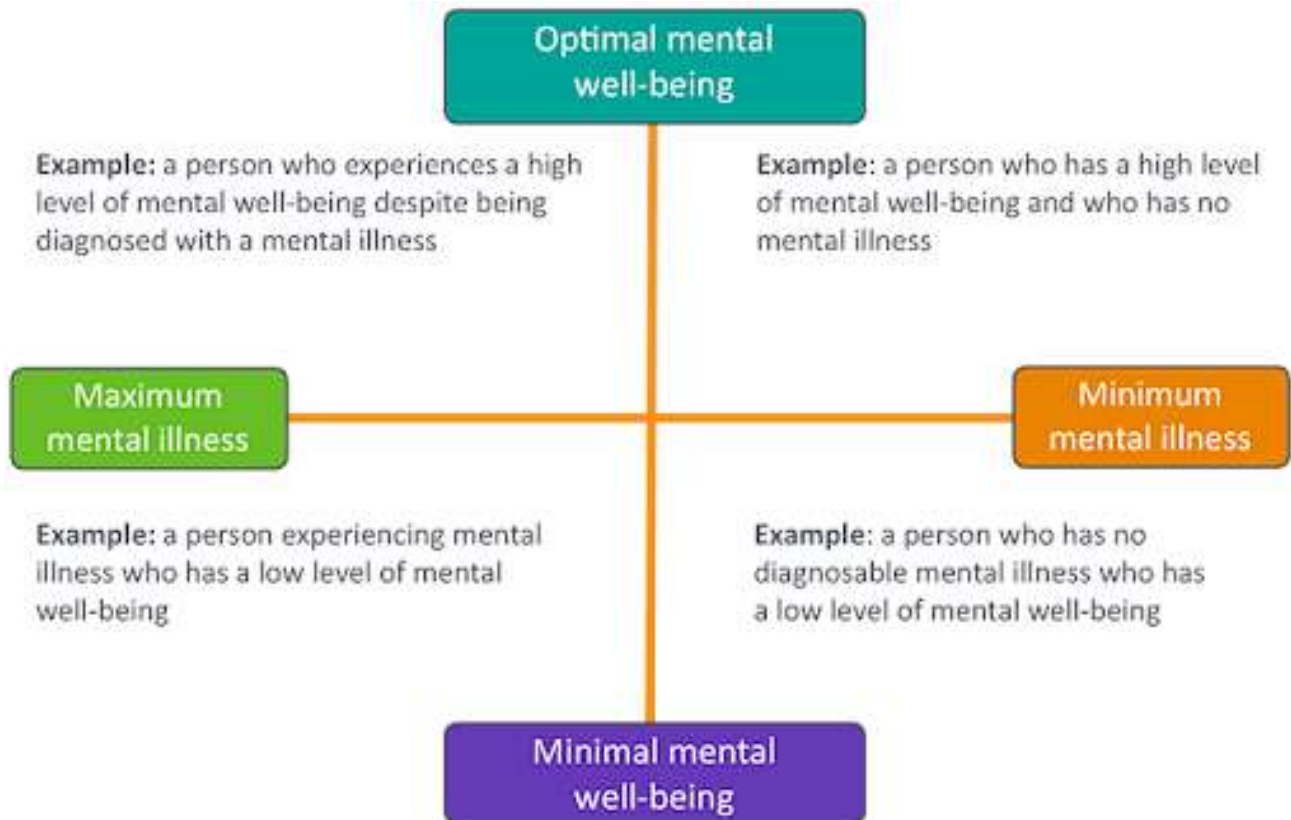 Optimal mental
well-being
Example: a person who experiences a high
level of mental well-being despite being
diagnosed with a mental illness
Example: a person who has a high level
of mental well-being and who has no
mental illness
Maximum
mental illness
Minimum
mental illness
Example: a person experiencing mental
illness who has a low level of mental
well-being
Example: a person who has no
diagnosable mental illness who has
a low level of mental well-being
Minimal mental
well-being